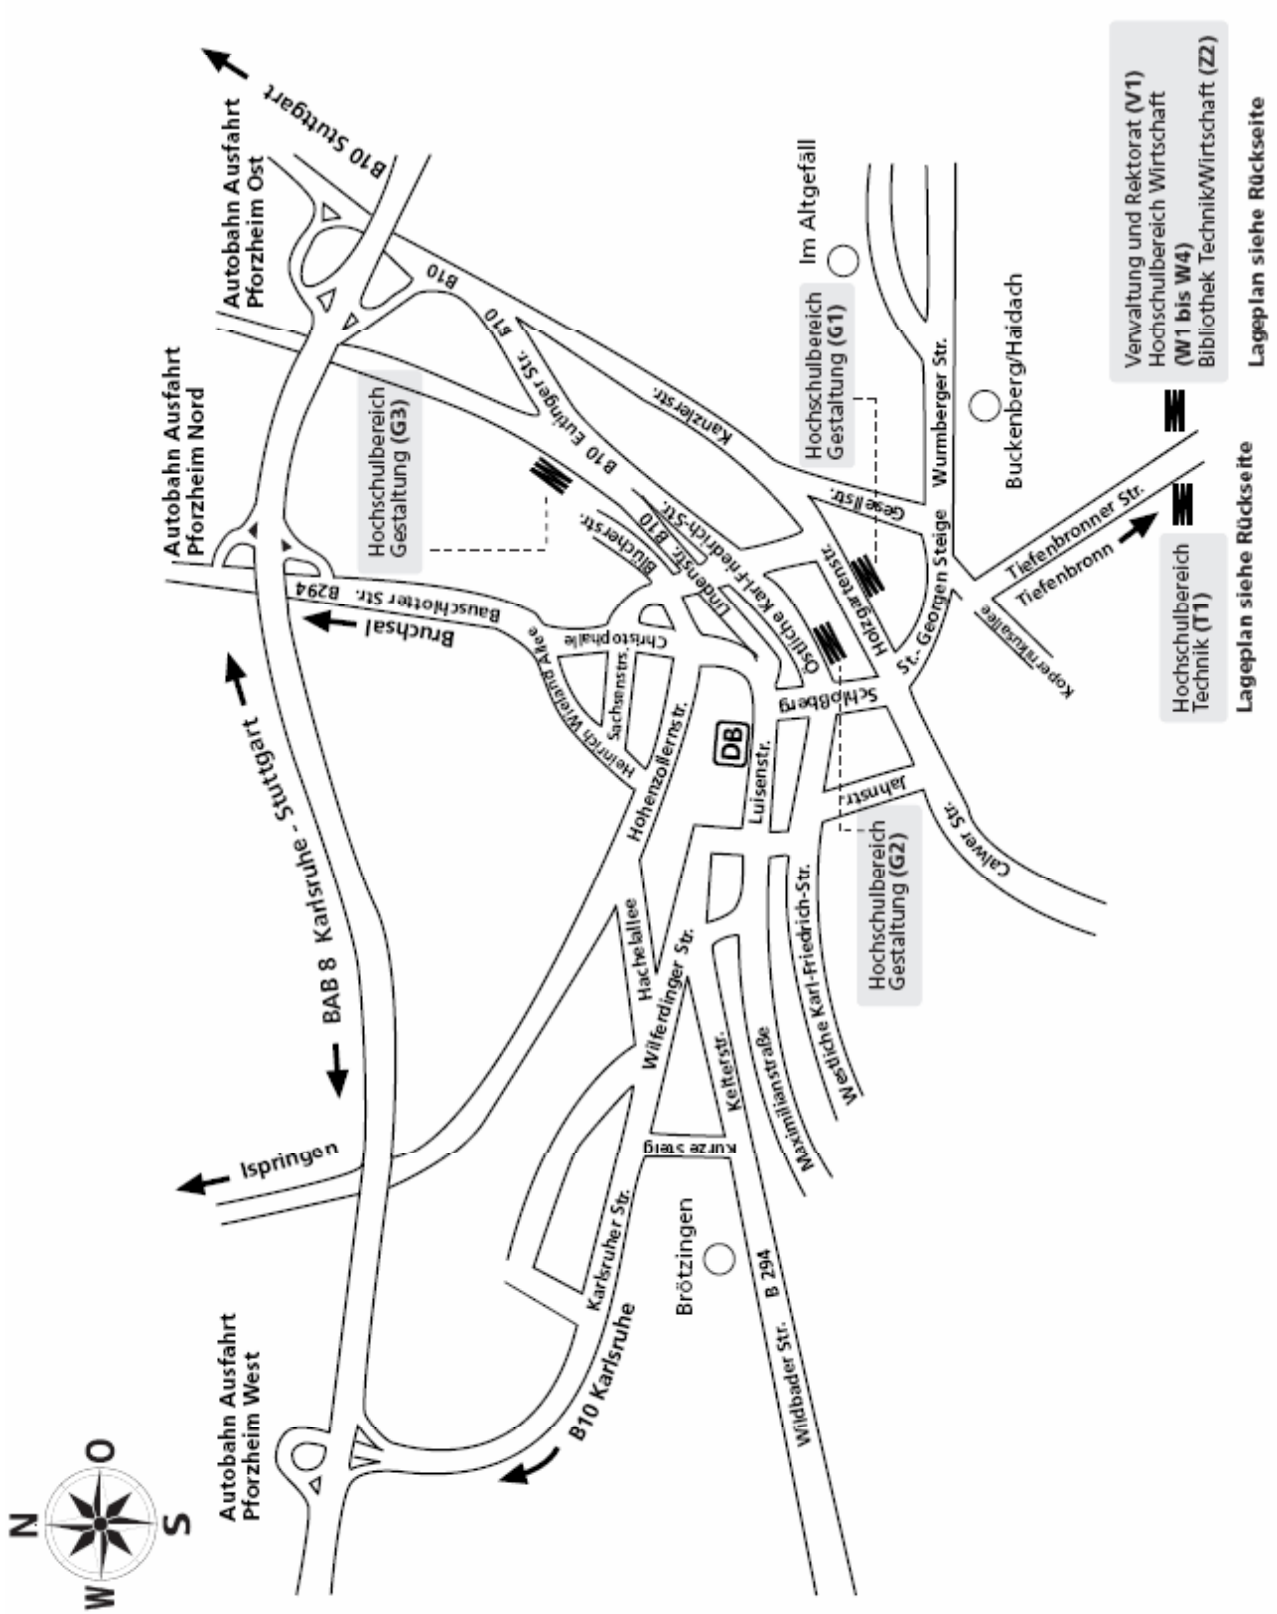 N
W
O
S
Autobahn Ausfahrt
Pforzheim West
Autobahn Ausfahrt
Pforzheim Nord
Autobahn Ausfahrt
Pforzheim Ost
B10 Stuttgart
Ispringen
BAB 8 Karlsruhe - Stuttgart
Bruchsal
B294
Bauschlotter Str.
Hochschulbereich
Gestaltung (G3)
B10
B10
B10 Eutinger Str.
Kanzlerstr.
Blücherstr.
B10
Lindenstr.
Östliche Karl-Friedrich-Str.
Christophalle
Sachsenstrs.
Heinrich Wieland Allee
Hohenzollernstr.
DB
Luisenstr.
Schloßberg
Holzgartenstr.
Gesellstr.
Hochschulbereich
Gestaltung (G1)
Im Altgefäll
Wurmberger Str.
Buckenberg/Haidach
St.- Georgen Steige
Tiefenbronner Str.
Tiefenbronn
Kopernikusallee
Jahnstr.
Calwer Str.
Hochschulbereich
Gestaltung (G2)
Hachelallee
Wilferdinger Str.
Kelterstr.
Maximilianstraße
Westliche Karl-Friedrich-Str.
Kurze Steig
Karlsruher Str.
B10 Karlsruhe
Brötzingen
Wildbader Str.
B 294
Verwaltung und Rektorat (V1)
Hochschulbereich Wirtschaft
(W1 bis W4)
Bibliothek Technik/Wirtschaft (Z2)
Lageplan siehe Rückseite
Hochschulbereich
Technik (T1)
Lageplan siehe Rückseite